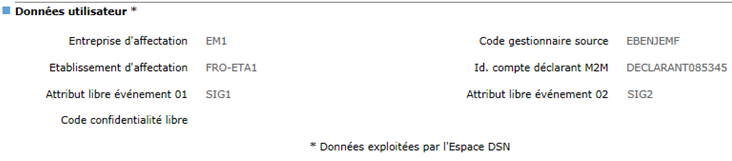 Données utilisateur *
Entreprise d'affectation EM1 Code gestionnaire source EBENJEMF
Etablissement d'affectation FRO-ETA1 Id. compte déclarant M2M DECLARANT085345
Attribut libre événement 01 SIG1 Attribut libre événement 02 SIG2
Code confidentialité libre
* Données exploitées par l'Espace DSN